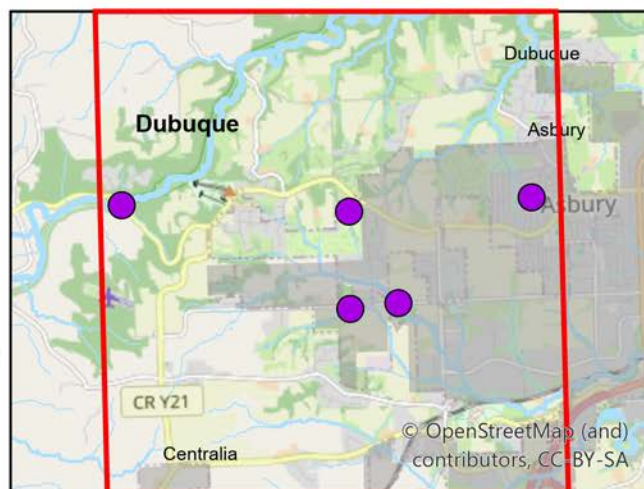 Dubuque
Dubuque
Asbury
Asbury
CR Y21
Centralia
© OpenStreetMap (and)
contributors, CC-BY-SA